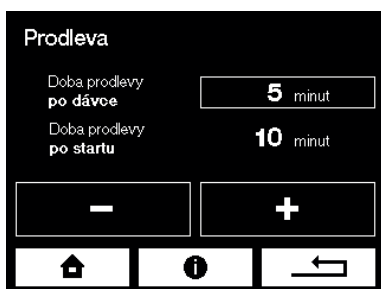 Prodleva
Doba prodlevy
po dávce
5 minut
Doba prodlevy
po startu
10 minut
− +
i